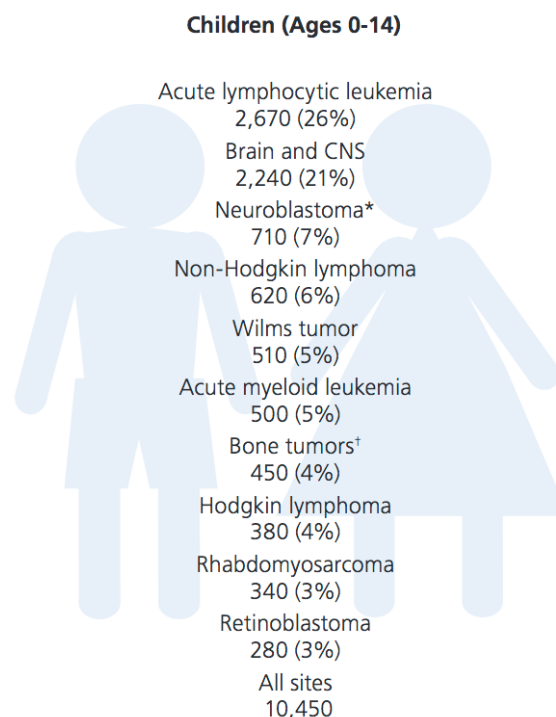 Children (Ages 0-14)
Acute lymphocytic leukemia
2,670 (26%)
Brain and CNS
2,240 (21%)
Neuroblastoma*
710 (7%)
Non-Hodgkin lymphoma
620 (6%)
Wilms tumor
510 (5%)
Acute myeloid leukemia
500 (5%)
Bone tumors†
450 (4%)
Hodgkin lymphoma
380 (4%)
Rhabdomyosarcoma
340 (3%)
Retinoblastoma
280 (3%)
All sites
10,450